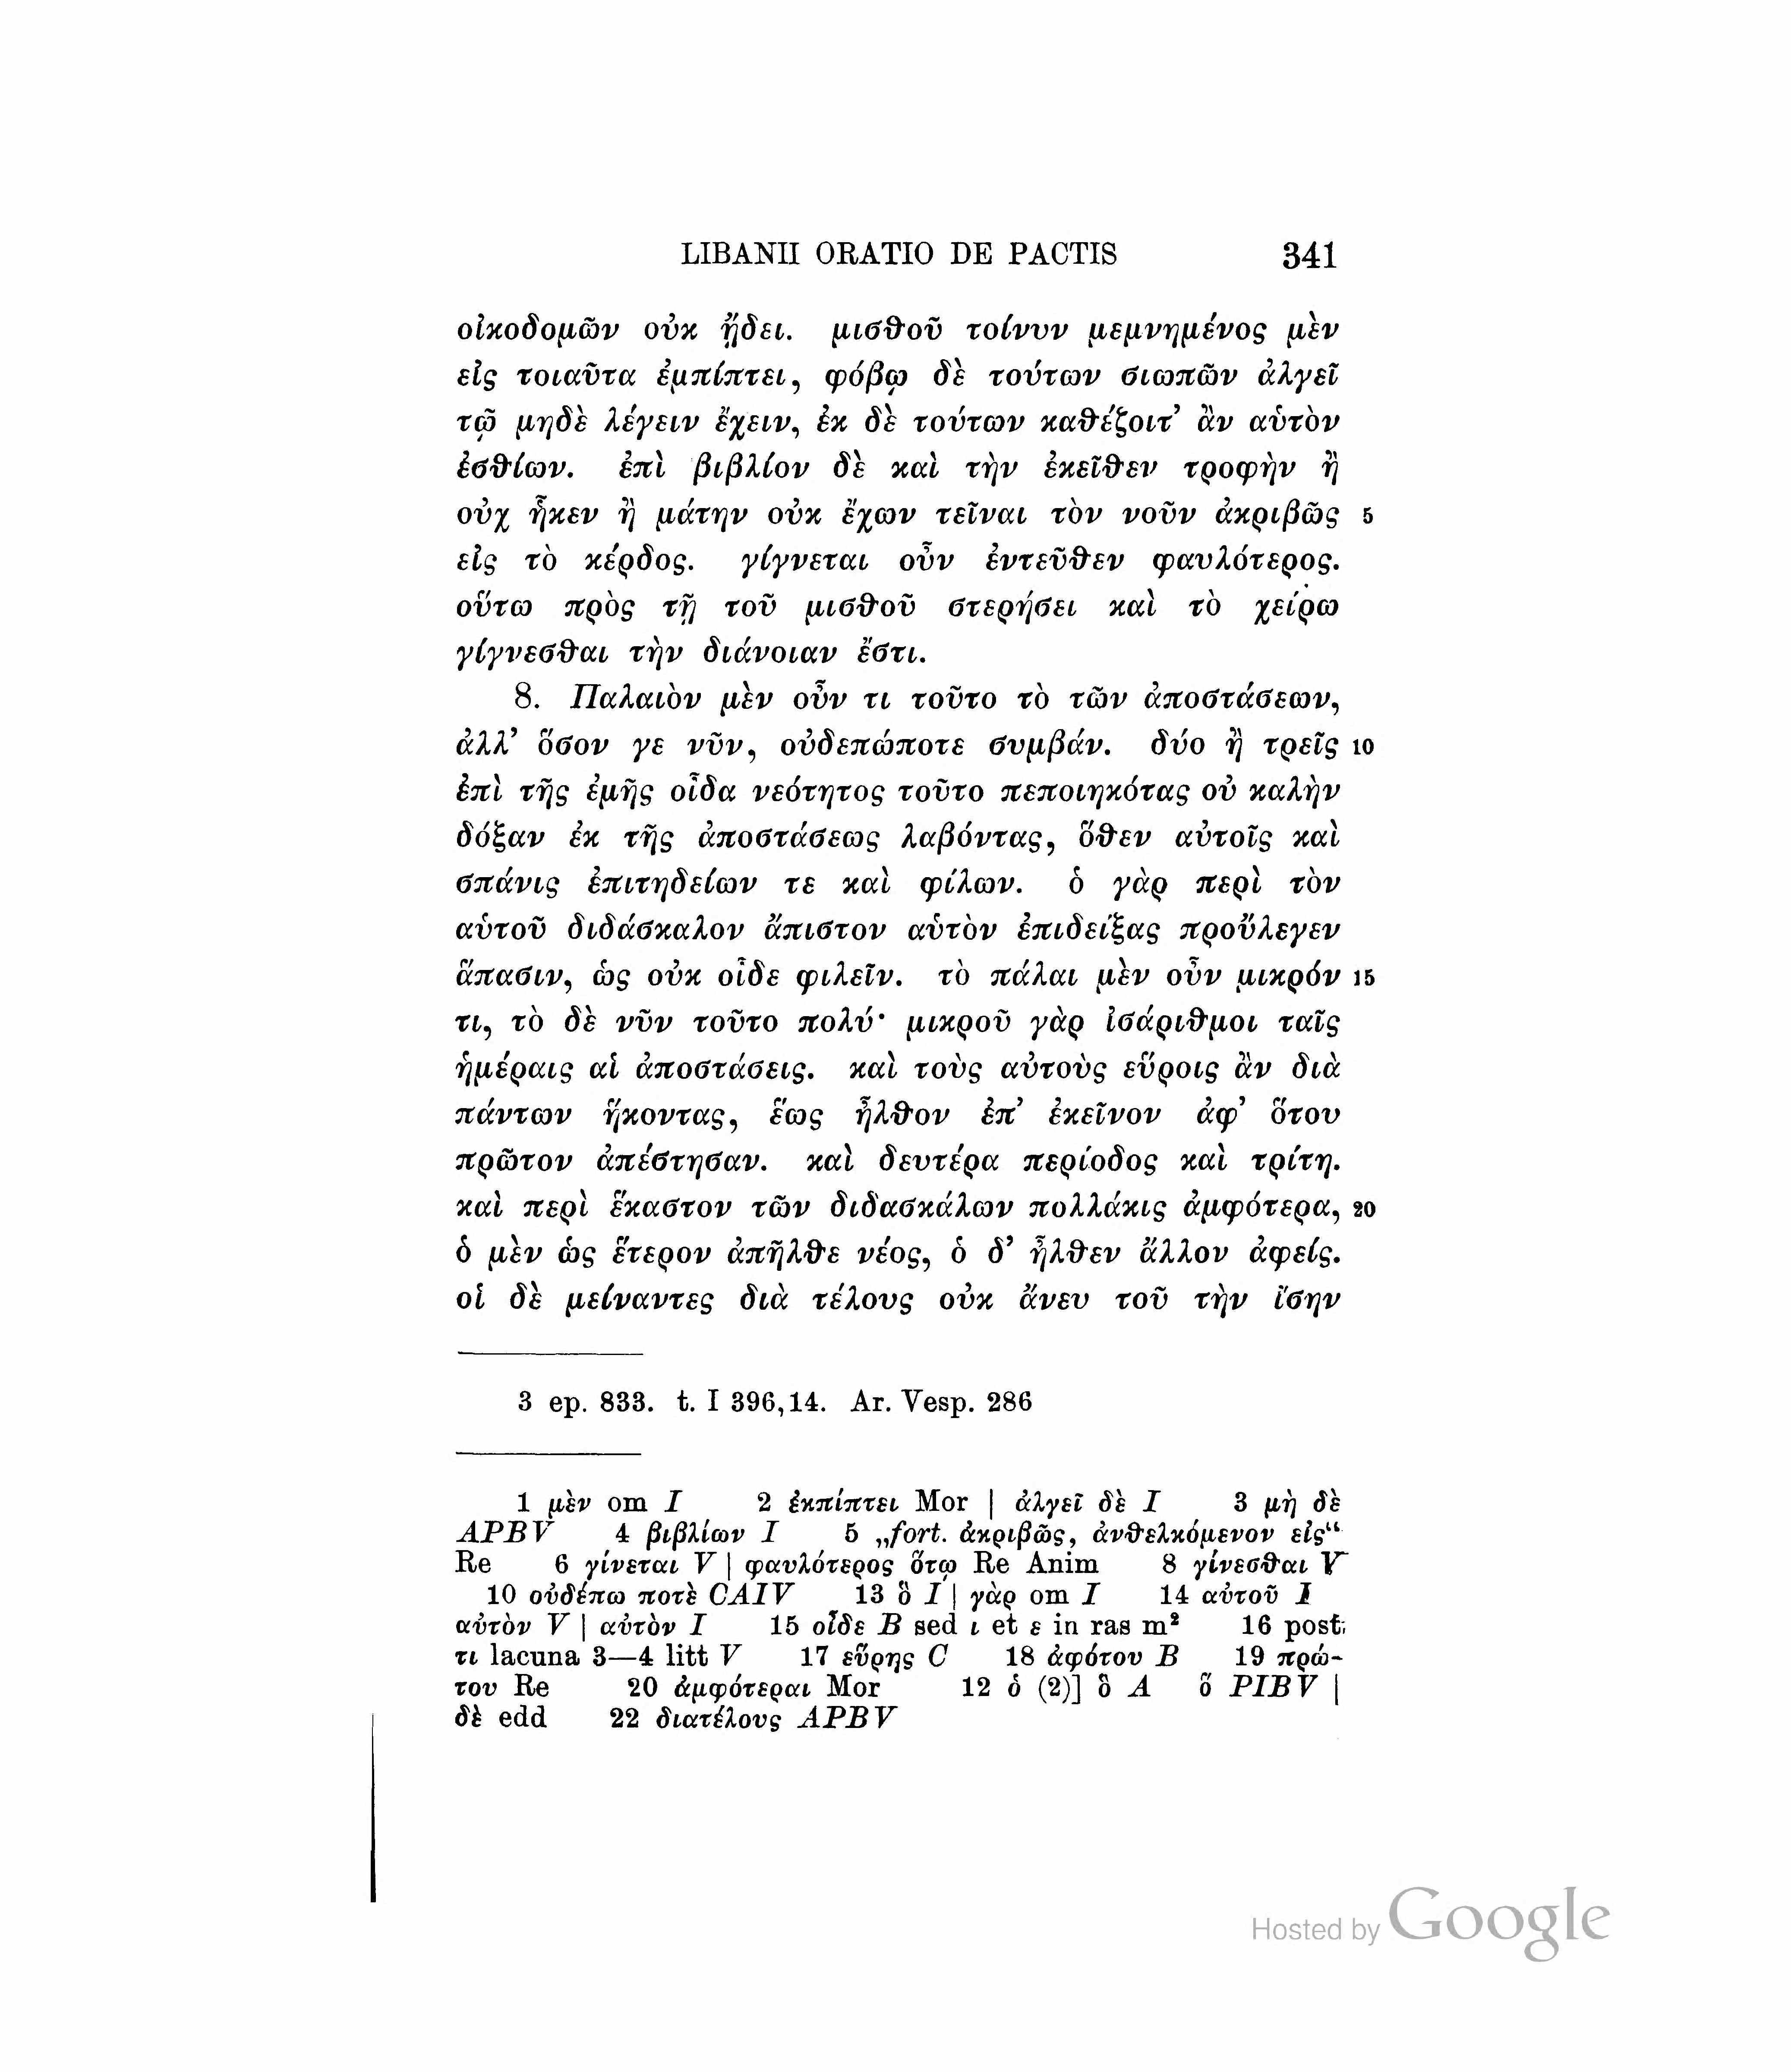 LIBANII ORATIO DE PACTIS 341
οἰκοδομῶν οὐκ ᾔδει. μισθοῦ τοίνυν μεμνημένος μὲν
εἰς τοιαῦτα ἐμπίπτει, φόβῳ δὲ τούτων σιωπῶν ἀλγεῖ
τῷ μηδὲ λέγειν ἔχειν, ἐκ δὲ τούτων καθέζοιτ’ ἂν αὑτὸν
ἐσθίων. ἐπὶ βιβλίον δὲ καὶ τὴν ἐκεῖθεν τροφὴν ἢ
οὐχ ἧκεν ἢ μάτην οὐκ ἔχων τεῖναι τὸν νοῦν ἀκριβῶς 5
εἰς τὸ κέρδος. γίγνεται οὖν ἐντεῦθεν φαυλότερος.
οὕτω πρὸς τῇ τοῦ μισθοῦ στερήσει καὶ τὸ χείρω
γίγνεσθαι τὴν διάνοιαν ἔστι.
8. Παλαιὸν μὲν οὖν τι τοῦτο τὸ τῶν ἀποστάσεων,
ἀλλ’ ὅσον γε νῦν, οὐδεπώποτε συμβάν. δύο ἢ τρεῖς 10
ἐπὶ τῆς ἐμῆς οἶδα νεότητος τοῦτο πεποιηκότας οὐ καλὴν
δόξαν ἐκ τῆς ἀποστάσεως λαβόντας, ὅθεν αὐτοῖς καὶ
σπάνις ἐπιτηδείων τε καὶ φίλων. ὁ γὰρ περὶ τὸν
αὑτοῦ διδάσκαλον ἄπιστον αὑτὸν ἐπιδείξας προὔλεγεν
ἅπασιν, ὡς οὐκ οἶδε φιλεῖν. τὸ πάλαι μὲν οὖν μικρόν 15
τι, τὸ δὲ νῦν τοῦτο πολύ· μικροῦ γὰρ ἰσάριθμοι ταῖς
ἡμέραις αἱ ἀποστάσεις. καὶ τοὺς αὐτοὺς εὕροις ἂν διὰ
πάντων ἥκοντας, ἕως ἦλθον ἐπ’ ἐκεῖνον ἀφ’ ὅτου
πρῶτον ἀπέστησαν. καὶ δευτέρα περίοδος καὶ τρίτη.
καὶ περὶ ἕκαστον τῶν διδασκάλων πολλάκις ἀμφότερα, 20
ὁ μὲν ὡς ἕτερον ἀπῆλθε νέος, ὁ δ’ ἦλθεν ἄλλον ἀφείς.
οἱ δὲ μείναντες διὰ τέλους οὐκ ἄνευ τοῦ τὴν ἴσην
3 ep. 833. t. I 396,14. Ar. Vesp. 286
1 μὲν om I 2 ἐκπίπτει Mor | ἀλγεῖ δὲ I 3 μὴ δὲ
APBV 4 βιβλίων I 5 „fort. ἀκριβῶς, ἀνθελκόμενον εἰς“
Re 6 γίνεται V | φαυλότερος ὅτῳ Re Anim 8 γίνεσθαι V
10 οὐδέπω ποτὲ CAIV 13 ὃ I | γὰρ om I 14 αὐτοῦ I
αὐτὸν V | αὐτὸν I 15 οἶδε B sed ι et ε in ras m² 16 post
τι lacuna 3—4 litt V 17 εὕρῃς C 18 ἀφότου B 19 πρώ-
του Re 20 ἀμφότεραι Mor 12 ὁ (2)] ὃ A ὅ PIBV |
δὲ edd 22 διατέλους APBV
Hosted by Google